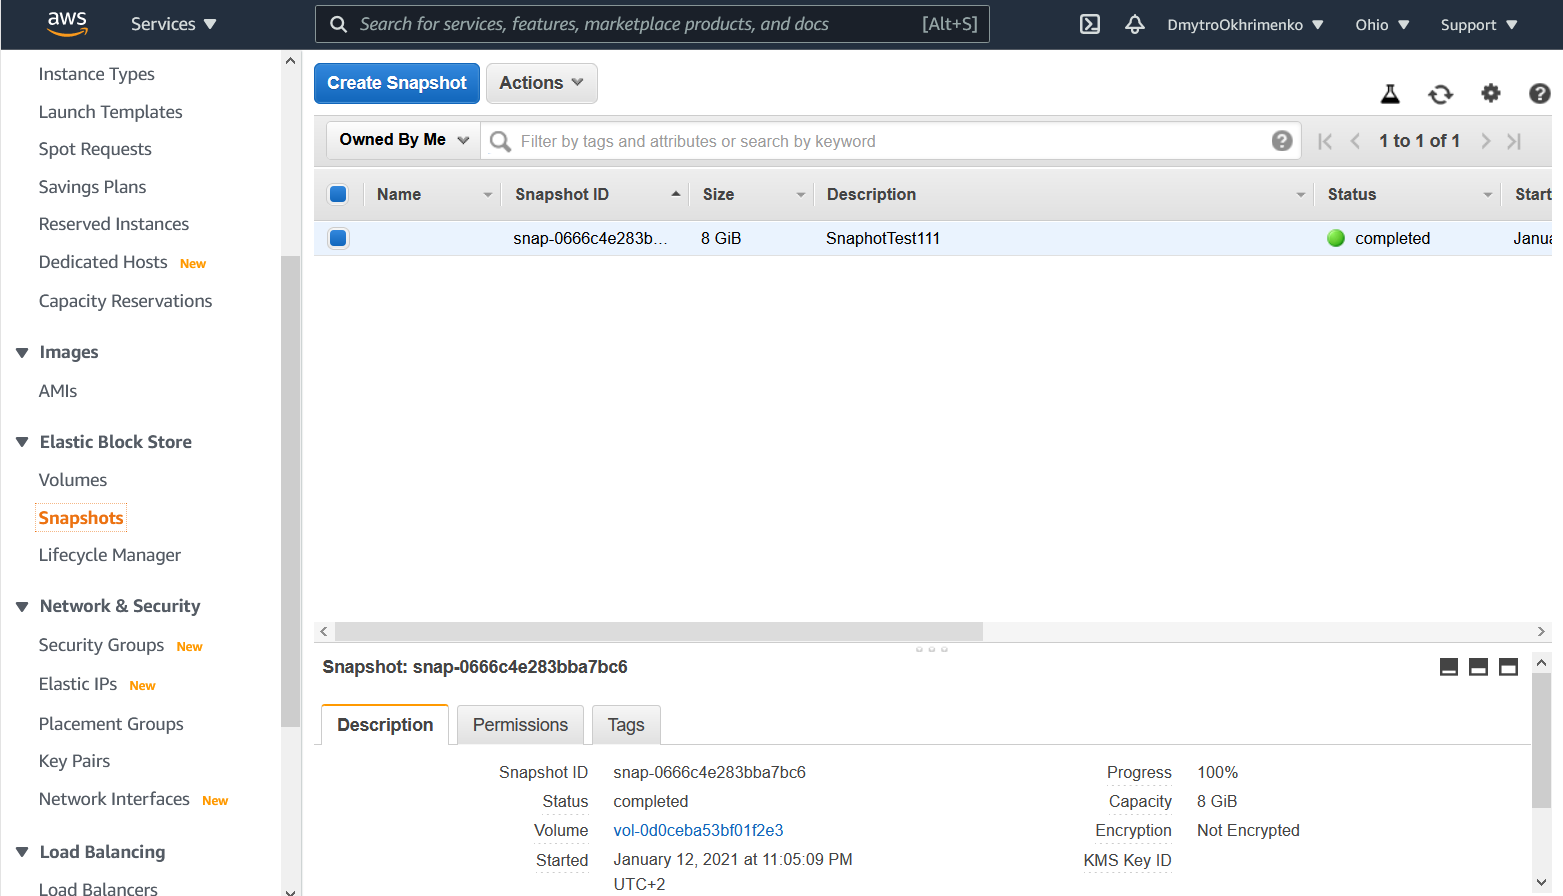 aws
Services
Search for services, features, marketplace products, and docs [Alt+S]
DmytroOkhrimenko
Ohio
Support
Instance Types
Launch Templates
Spot Requests
Savings Plans
Reserved Instances
Dedicated Hosts New
Capacity Reservations
Images
AMIs
Elastic Block Store
Volumes
Snapshots
Lifecycle Manager
Network & Security
Security Groups New
Elastic IPs New
Placement Groups
Key Pairs
Network Interfaces New
Load Balancing
Load Balancers
Create Snapshot
Actions
Owned By Me
Filter by tags and attributes or search by keyword
1 to 1 of 1
Name Snapshot ID Size Description Status Start
snap-0666c4e283b... 8 GiB SnaphotTest111 completed Janua
Snapshot: snap-0666c4e283bba7bc6
Description Permissions Tags
Snapshot ID snap-0666c4e283bba7bc6
Status completed
Volume vol-0d0ceba53bf01f2e3
Started January 12, 2021 at 11:05:09 PM
UTC+2
Progress 100%
Capacity 8 GiB
Encryption Not Encrypted
KMS Key ID